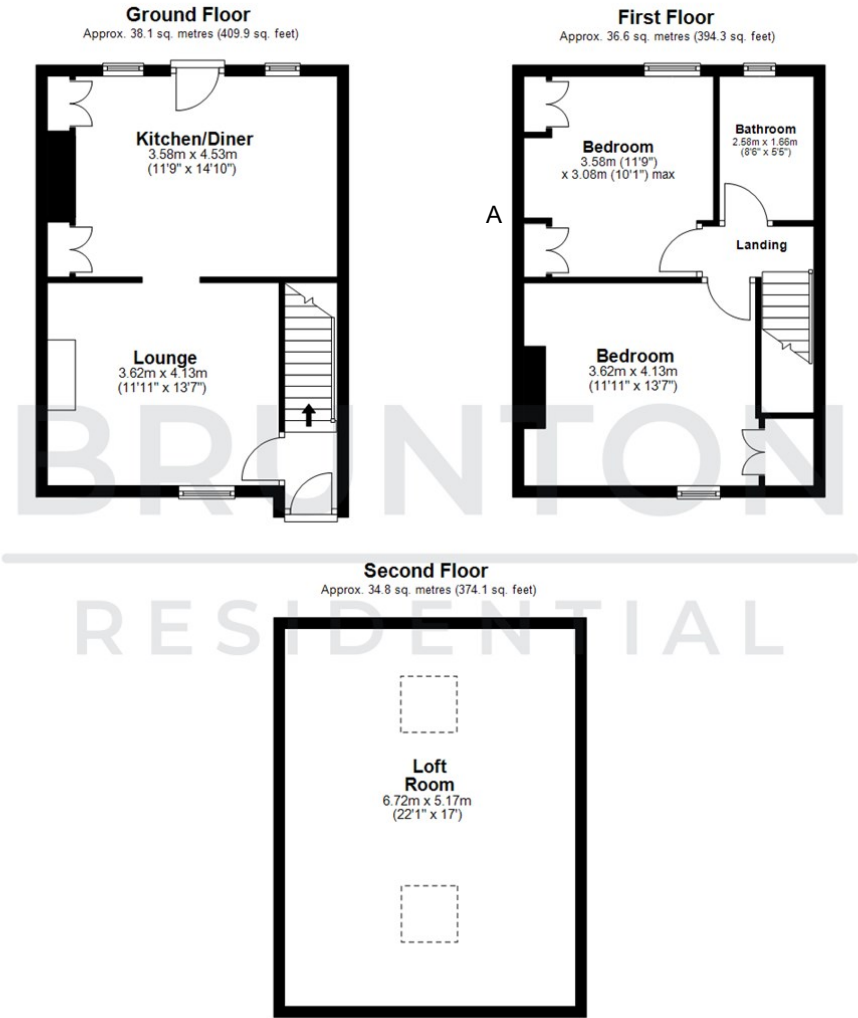 Ground Floor
Approx. 38.1 sq. metres (409.9 sq. feet)
Kitchen/Diner
3.58m x 4.53m
(11'9" x 14'10")
Lounge
3.62m x 4.13m
(11'11" x 13'7")
First Floor
Approx. 36.6 sq. metres (394.3 sq. feet)
Bedroom
3.58m (11'9")
x 3.08m (10'1") max
Bathroom
2.58m x 1.66m
(8'6" x 5'5")
A
Landing
Bedroom
3.62m x 4.13m
(11'11" x 13'7")
BRUNTON
RESIDENTIAL
Second Floor
Approx. 34.8 sq. metres (374.1 sq. feet)
Loft
Room
6.72m x 5.17m
(22'1" x 17')